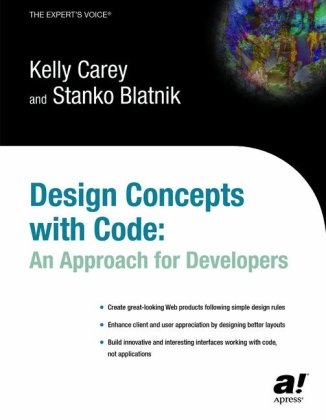 THE EXPERT'S VOICE®
Kelly Carey
and Stanko Blatnik
Design Concepts
with Code:
An Approach for Developers
• Create great-looking Web products following simple design rules
• Enhance client and user appreciation by designing better layouts
• Build innovative and interesting interfaces working with code,
not applications
a!
Apress®